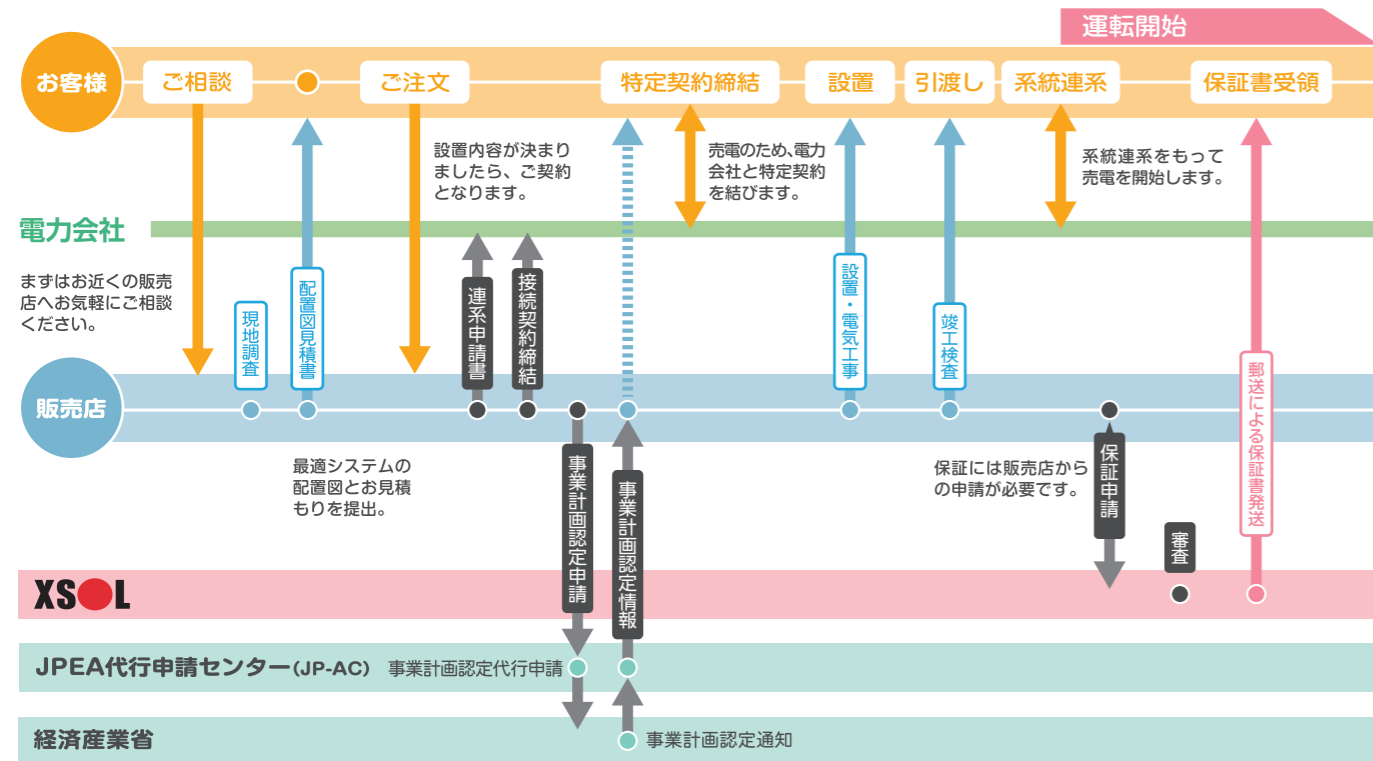 運転開始
お客様
ご相談
ご注文
特定契約締結
設置
引渡し
系統連系
保証書受領
設置内容が決まり
ましたら、ご契約
となります。
売電のため、電力
会社と特定契約
を結びます。
系統連系をもって
売電を開始します。
電力会社
まずはお近くの販売
店へお気軽にご相談
ください。
現地調査
配置図見積書
連系申請書
接続契約締結
設置・電気工事
竣工検査
販売店
郵送による保証書発送
最適システムの
配置図とお見積
もりを提出。
事業計画認定申請
事業計画認定情報
保証には販売店から
の申請が必要です。
保証申請
審査
XSOL
JPEA代行申請センター(JP-AC) 事業計画認定代行申請
経済産業省
事業計画認定通知